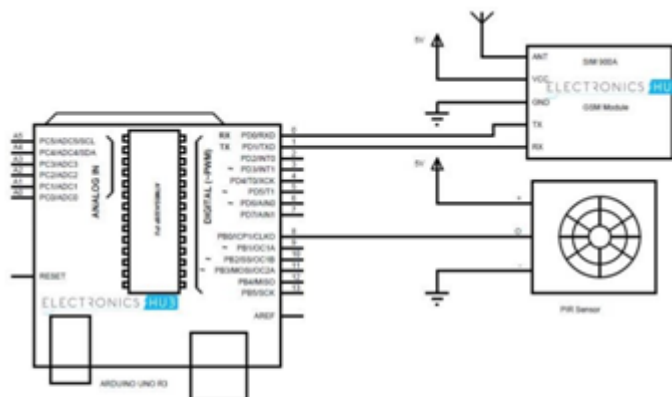 5V
ANT
SIM 900A
VCC
ELECTRONICS HUB
GND
GSM Module
TX
RX
A5 PC5/ADC5/SCL
A4 PC4/ADC4/SDA
A3 PC3/ADC3
A2 PC2/ADC2
A1 PC1/ADC1
A0 PC0/ADC0
ANALOG IN
RESET
ELECTRONICS HUB
DIGITAL (~PWM)
RX PD0/RXD 0
TX PD1/TXD 1
PD2/INT0 2
~ PD3/INT1 3
PD4/T0/XCK 4
~ PD5/T1 5
~ PD6/AIN0 6
PD7/AIN1 7
PB0/ICP1/CLKO 8
~ PB1/OC1A 9
~ PB2/SS/OC1B 10
~ PB3/MOSI/OC2A 11
PB4/MISO 12
PB5/SCK 13
AREF
ARDUINO UNO R3
5V
+
O
-
PIR Sensor